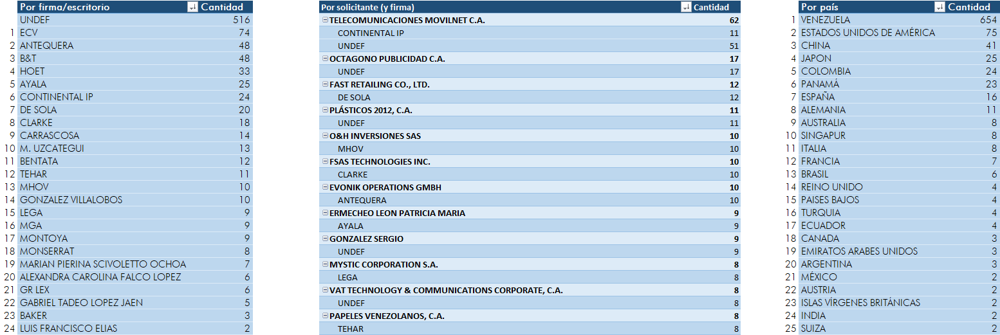 Por firma/escritorio Cantidad
UNDEF 516
1 ECV 74
2 ANTEQUERA 48
3 B&T 48
4 HOET 33
5 AYALA 25
6 CONTINENTAL IP 24
7 DE SOLA 20
8 CLARKE 18
9 CARRASCOSA 14
10 M. UZCATEGUI 13
11 BENTATA 12
12 TEHAR 11
13 MHOV 10
14 GONZALEZ VILLALOBOS 10
15 LEGA 9
16 MGA 9
17 MONTOYA 9
18 MONSERRAT 8
19 MARIAN PIERINA SCIVOLETTO OCHOA 7
20 ALEXANDRA CAROLINA FALCO LOPEZ 6
21 GR LEX 6
22 GABRIEL TADEO LOPEZ JAEN 5
23 BAKER 3
24 LUIS FRANCISCO ELIAS 2
Por solicitante (y firma) Cantidad
TELECOMUNICACIONES MOVILNET C.A. 62
CONTINENTAL IP 11
UNDEF 51
OCTAGONO PUBLICIDAD C.A. 17
UNDEF 17
FAST RETAILING CO., LTD. 12
DE SOLA 12
PLÁSTICOS 2012, C.A. 11
UNDEF 11
O&H INVERSIONES SAS 10
MHOV 10
FSAS TECHNOLOGIES INC. 10
CLARKE 10
EVONIK OPERATIONS GMBH 10
ANTEQUERA 10
ERMECHEO LEON PATRICIA MARIA 9
AYALA 9
GONZALEZ SERGIO 9
UNDEF 9
MYSTIC CORPORATION S.A. 8
LEGA 8
VAT TECHNOLOGY & COMMUNICATIONS CORPORATE, C.A. 8
UNDEF 8
PAPELES VENEZOLANOS, C.A. 8
TEHAR 8
Por país Cantidad
1 VENEZUELA 654
2 ESTADOS UNIDOS DE AMÉRICA 75
3 CHINA 41
4 JAPON 25
5 COLOMBIA 24
6 PANAMÁ 23
7 ESPAÑA 16
8 ALEMANIA 11
9 AUSTRALIA 8
10 SINGAPUR 8
11 ITALIA 8
12 FRANCIA 7
13 BRASIL 6
14 REINO UNIDO 4
15 PAISES BAJOS 4
16 TURQUIA 4
17 ECUADOR 4
18 CANADA 3
19 EMIRATOS ARABES UNIDOS 3
20 ARGENTINA 3
21 MÉXICO 2
22 AUSTRIA 2
23 ISLAS VÍRGENES BRITÁNICAS 2
24 INDIA 2
25 SUIZA 2